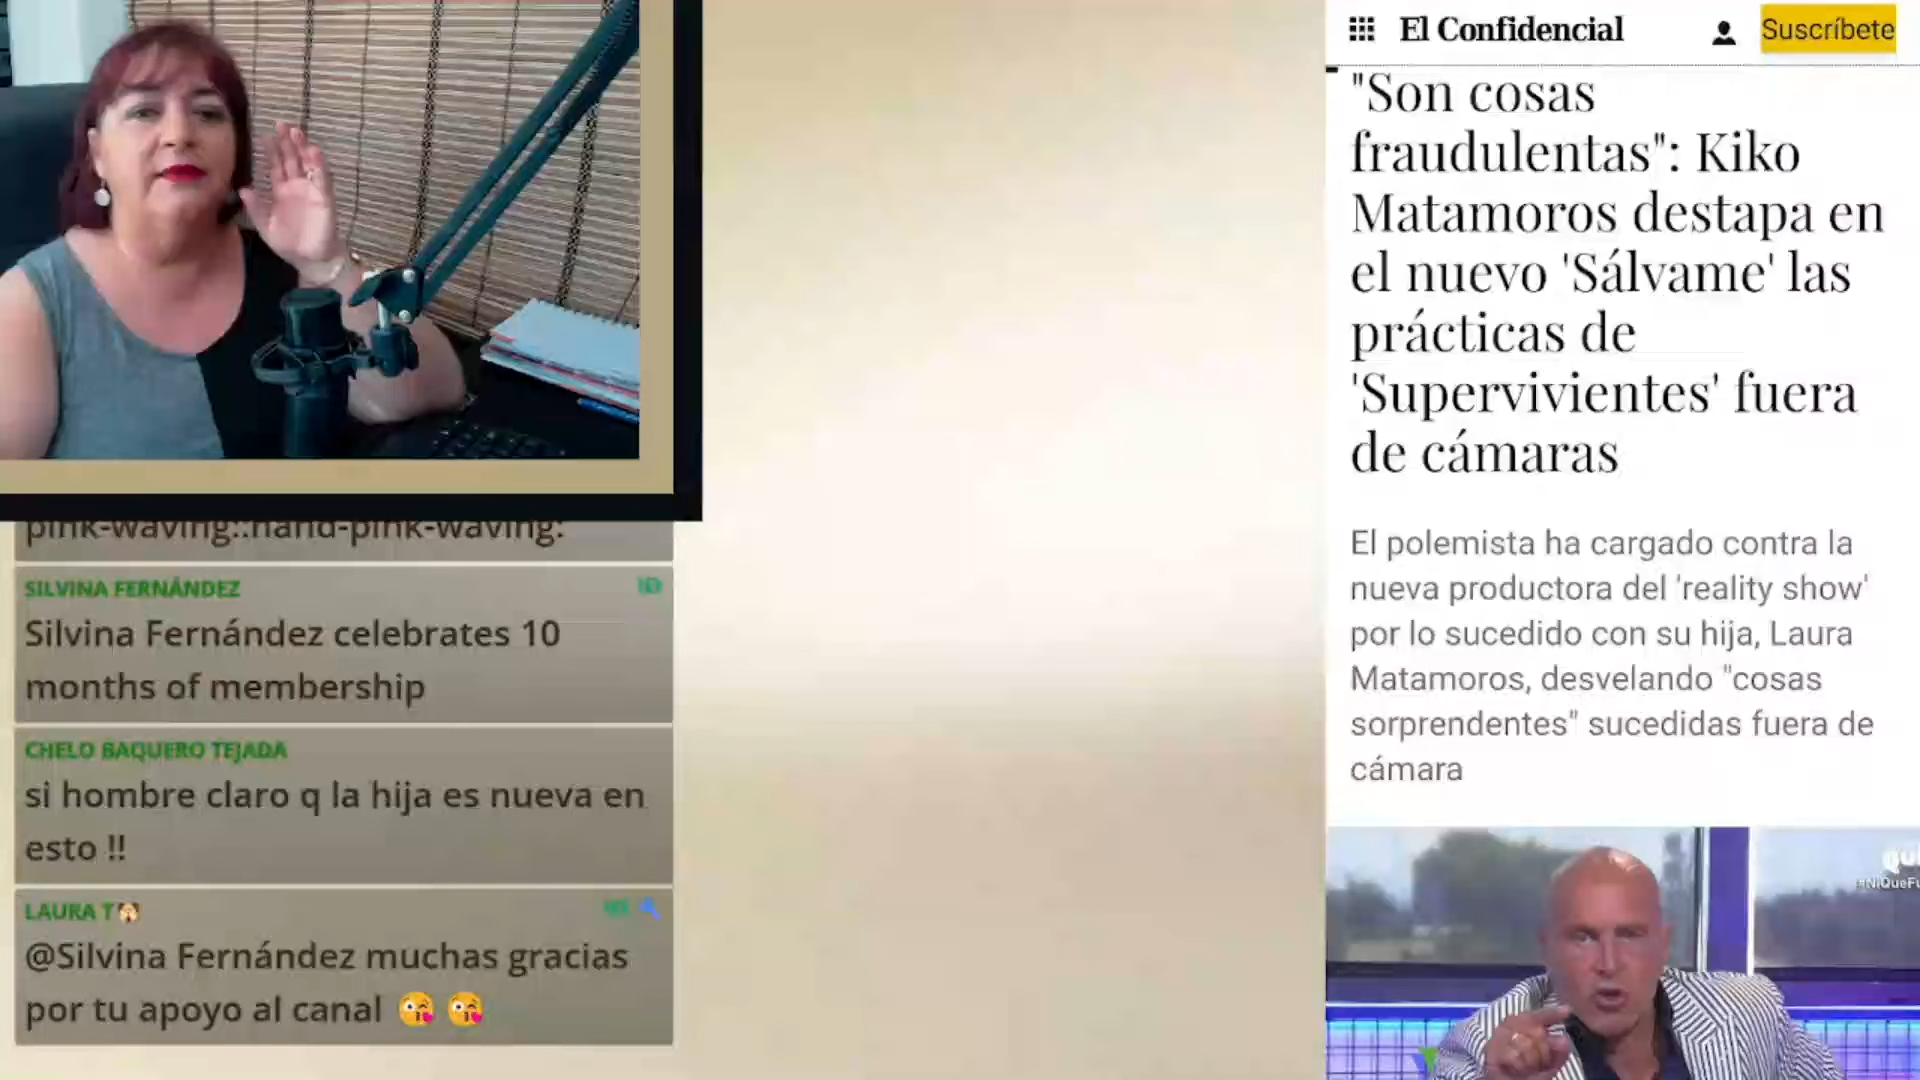 pink-waving::hand-pink-waving:
SILVINA FERNÁNDEZ
Silvina Fernández celebrates 10
months of membership
CHELO BAQUERO TEJADA
si hombre claro q la hija es nueva en
esto !!
LAURA T🙈
@Silvina Fernández muchas gracias
por tu apoyo al canal 😘 😘
El Confidencial
Suscríbete
"Son cosas
fraudulentas": Kiko
Matamoros destapa en
el nuevo 'Sálvame' las
prácticas de
'Supervivientes' fuera
de cámaras
El polemista ha cargado contra la
nueva productora del 'reality show'
por lo sucedido con su hija, Laura
Matamoros, desvelando "cosas
sorprendentes" sucedidas fuera de
cámara